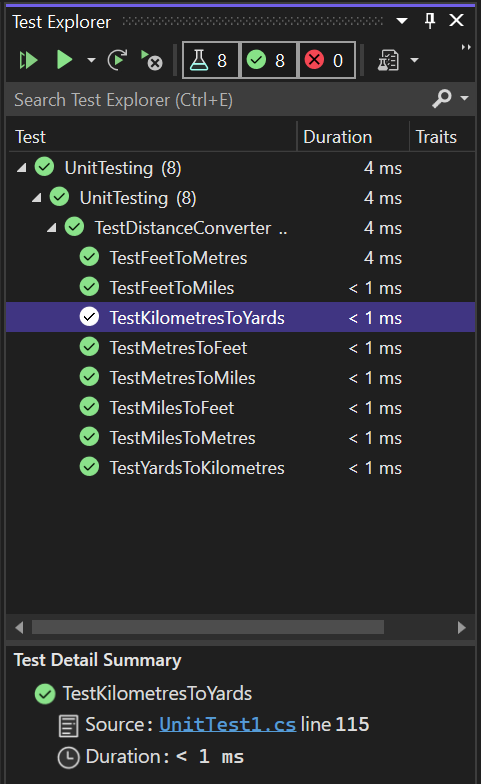 Test Explorer
8 8 0
Search Test Explorer (Ctrl+E)
Test Duration Traits
UnitTesting (8) 4 ms
UnitTesting (8) 4 ms
TestDistanceConverter .. 4 ms
TestFeetToMetres 4 ms
TestFeetToMiles < 1 ms
TestKilometresToYards < 1 ms
TestMetresToFeet < 1 ms
TestMetresToMiles < 1 ms
TestMilesToFeet < 1 ms
TestMilesToMetres < 1 ms
TestYardsToKilometres < 1 ms
Test Detail Summary
TestKilometresToYards
Source: UnitTest1.cs line 115
Duration: < 1 ms